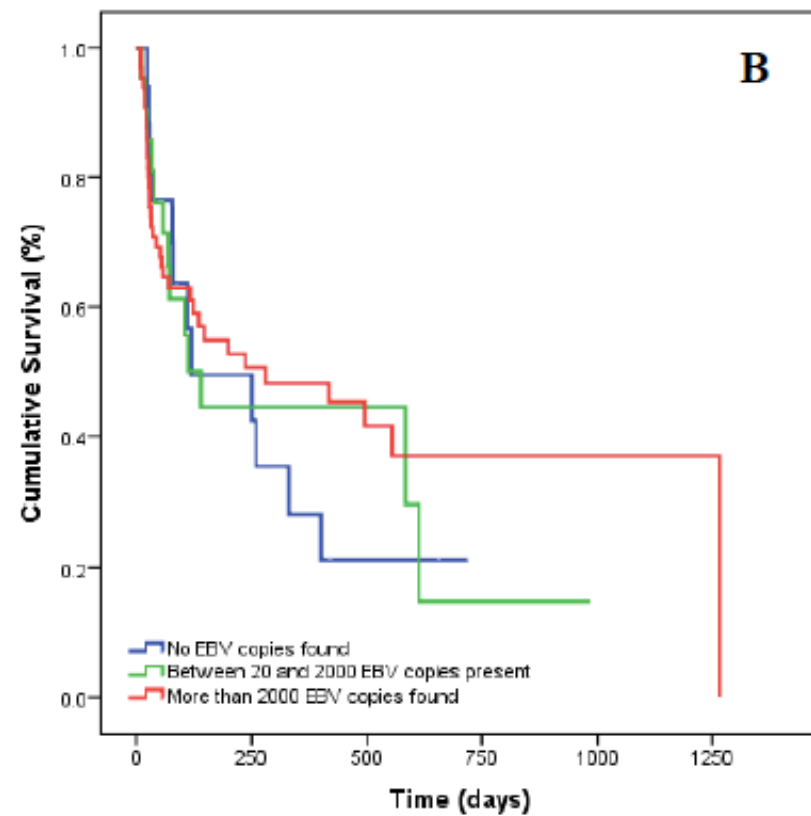 B
1.0
0.8
0.6
0.4
0.2
0.0
Cumulative Survival (%)
No EBV copies found
Between 20 and 2000 EBV copies present
More than 2000 EBV copies found
0 250 500 750 1000 1250
Time (days)